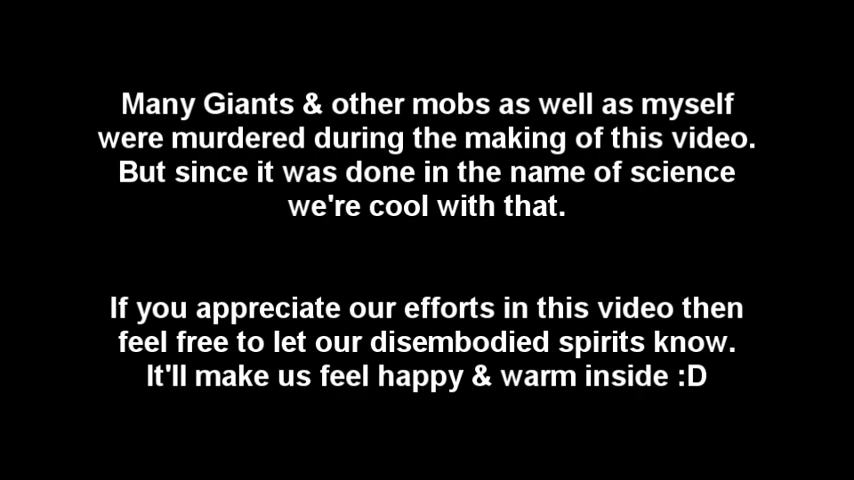 Many Giants & other mobs as well as myself
were murdered during the making of this video.
But since it was done in the name of science
we're cool with that.
If you appreciate our efforts in this video then
feel free to let our disembodied spirits know.
It'll make us feel happy & warm inside :D